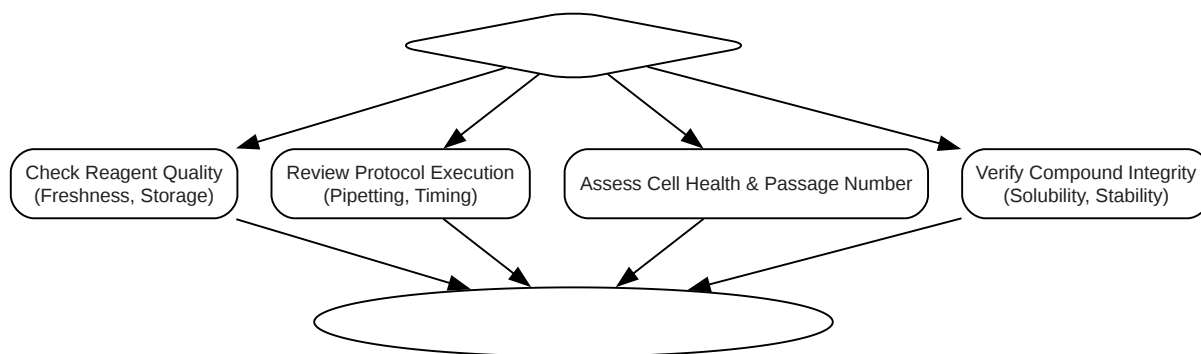 Check Reagent Quality
(Freshness, Storage)
Review Protocol Execution
(Pipetting, Timing)
Assess Cell Health & Passage Number
Verify Compound Integrity
(Solubility, Stability)